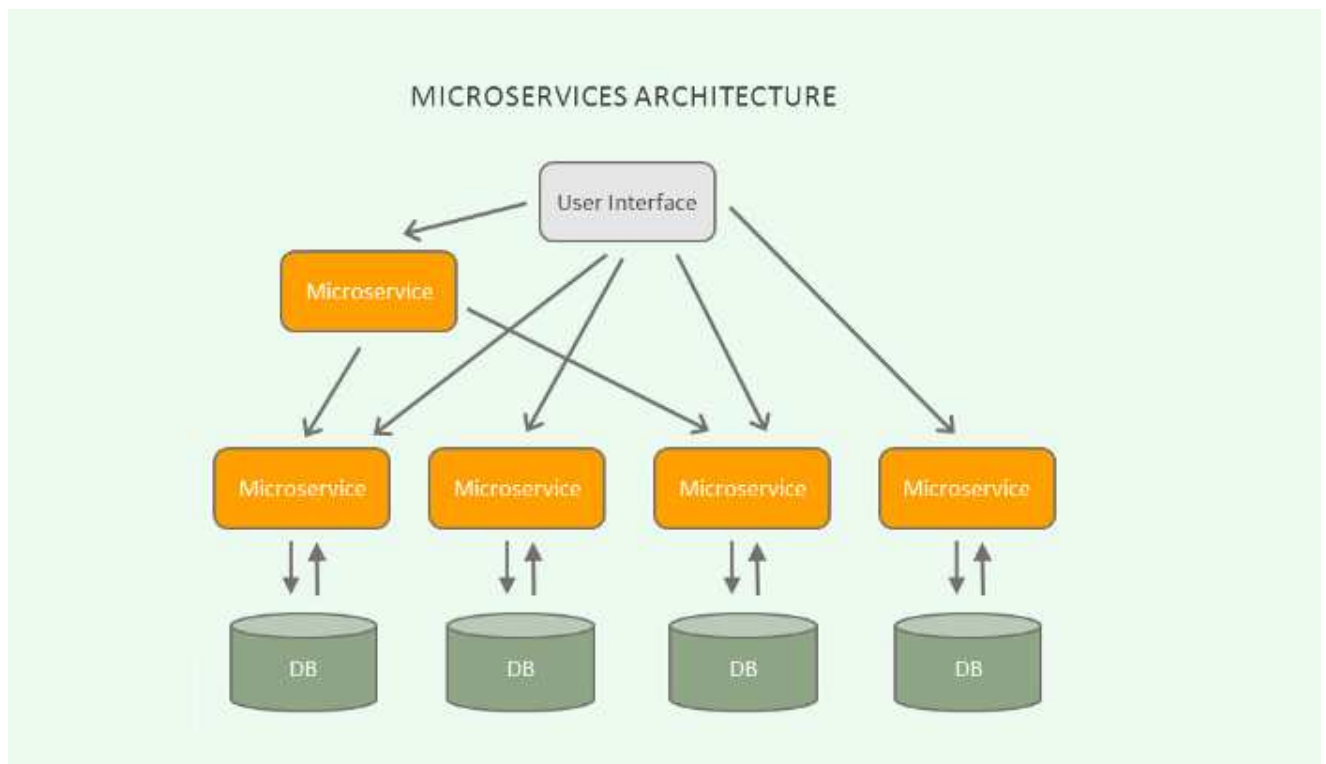 MICROSERVICES ARCHITECTURE
User Interface
Microservice
Microservice
Microservice
Microservice
Microservice
DB
DB
DB
DB